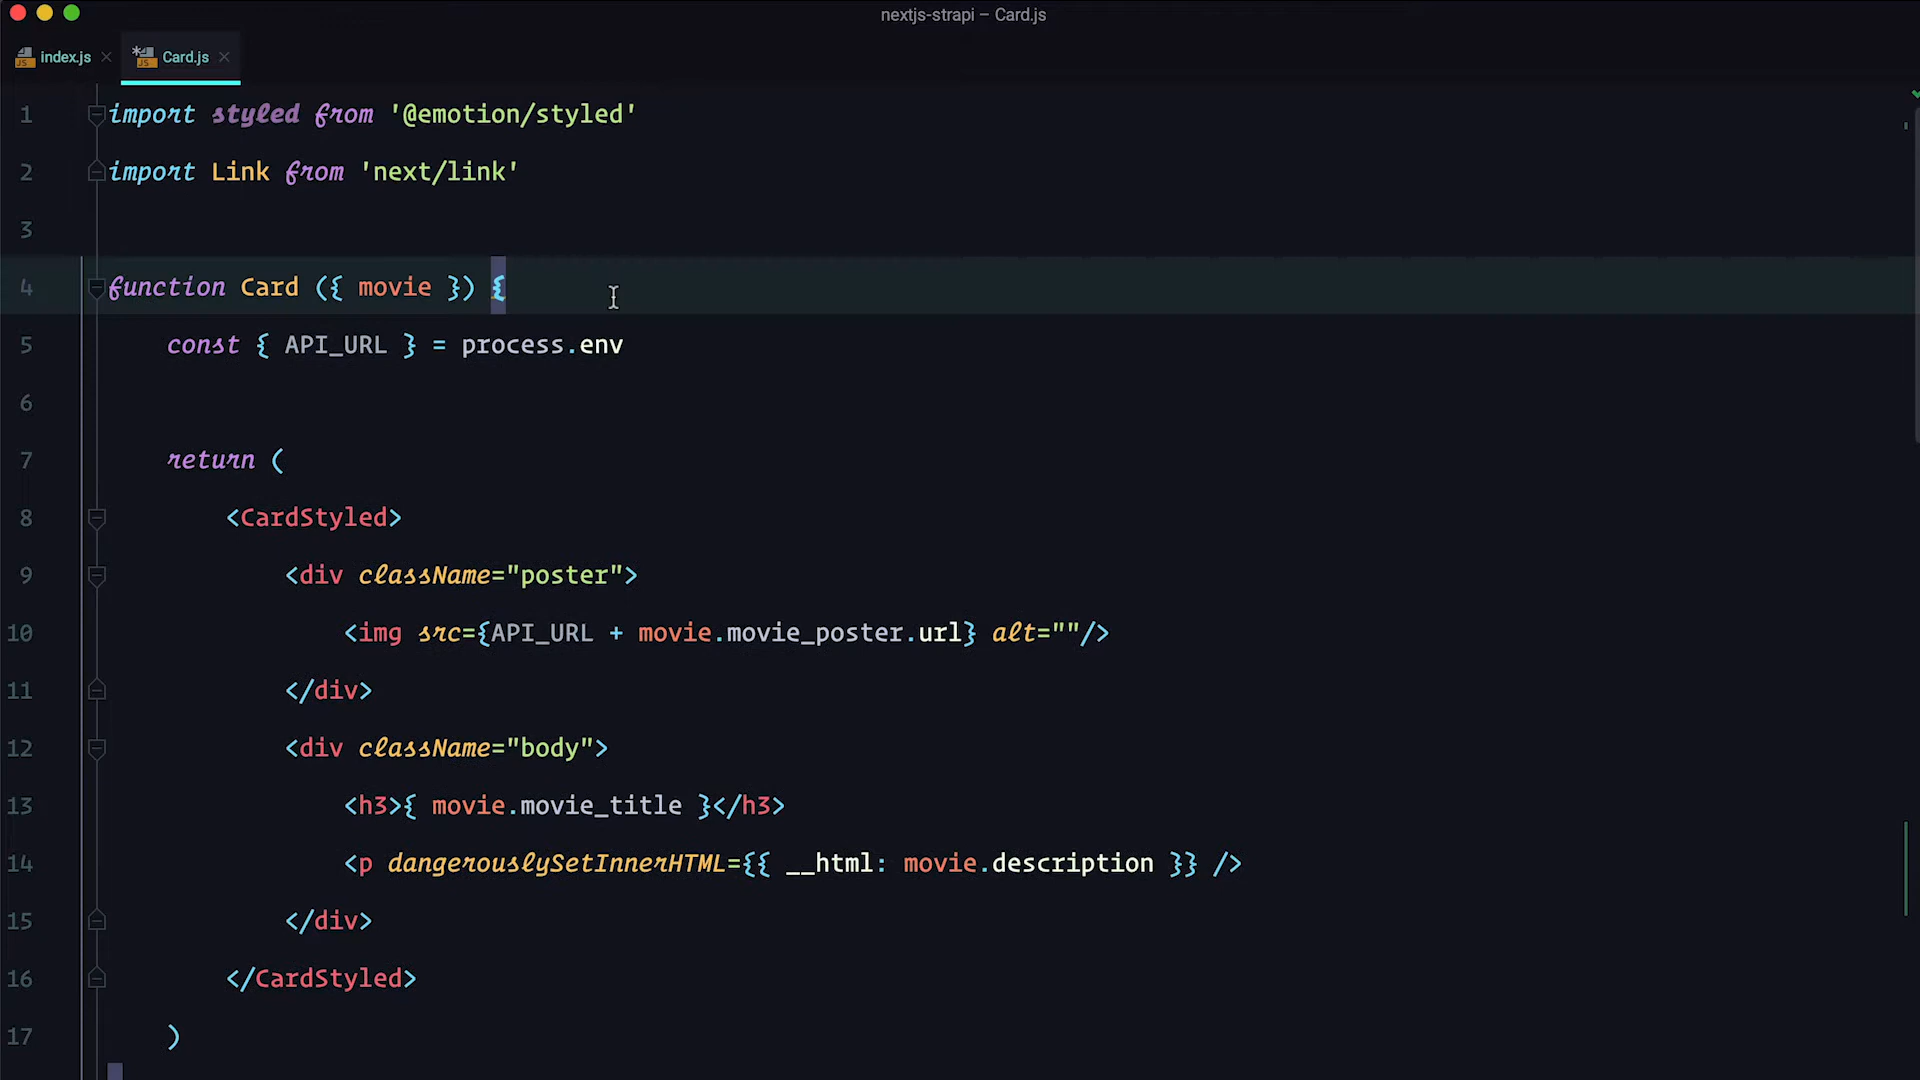 nextjs-strapi – Card.js
index.js × Card.js ×
1 import styled from '@emotion/styled'
2 import Link from 'next/link'
3
4 function Card ({ movie }) {
5 const { API_URL } = process.env
6
7 return (
8 <CardStyled>
9 <div className="poster">
10 <img src={API_URL + movie.movie_poster.url} alt=""/>
11 </div>
12 <div className="body">
13 <h3>{ movie.movie_title }</h3>
14 <p dangerouslySetInnerHTML={{ __html: movie.description }} />
15 </div>
16 </CardStyled>
17 )